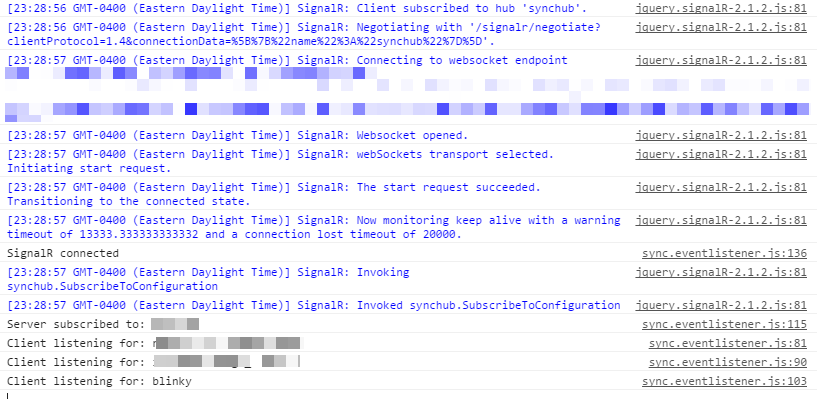 [23:28:56 GMT-0400 (Eastern Daylight Time)] SignalR: Client subscribed to hub 'synchub'. jquery.signalR-2.1.2.js:81
[23:28:56 GMT-0400 (Eastern Daylight Time)] SignalR: Negotiating with '/signalr/negotiate? jquery.signalR-2.1.2.js:81
clientProtocol=1.4&connectionData=%5B%7B%22name%22%3A%22synchub%22%7D%5D'.
[23:28:57 GMT-0400 (Eastern Daylight Time)] SignalR: Connecting to websocket endpoint jquery.signalR-2.1.2.js:81
[23:28:57 GMT-0400 (Eastern Daylight Time)] SignalR: Websocket opened. jquery.signalR-2.1.2.js:81
[23:28:57 GMT-0400 (Eastern Daylight Time)] SignalR: webSockets transport selected. jquery.signalR-2.1.2.js:81
Initiating start request.
[23:28:57 GMT-0400 (Eastern Daylight Time)] SignalR: The start request succeeded. jquery.signalR-2.1.2.js:81
Transitioning to the connected state.
[23:28:57 GMT-0400 (Eastern Daylight Time)] SignalR: Now monitoring keep alive with a warning jquery.signalR-2.1.2.js:81
timeout of 13333.333333333332 and a connection lost timeout of 20000.
SignalR connected sync.eventlistener.js:136
[23:28:57 GMT-0400 (Eastern Daylight Time)] SignalR: Invoking jquery.signalR-2.1.2.js:81
synchub.SubscribeToConfiguration
[23:28:57 GMT-0400 (Eastern Daylight Time)] SignalR: Invoked synchub.SubscribeToConfiguration jquery.signalR-2.1.2.js:81
Server subscribed to: sync.eventlistener.js:115
Client listening for: sync.eventlistener.js:81
Client listening for: sync.eventlistener.js:90
Client listening for: blinky sync.eventlistener.js:103